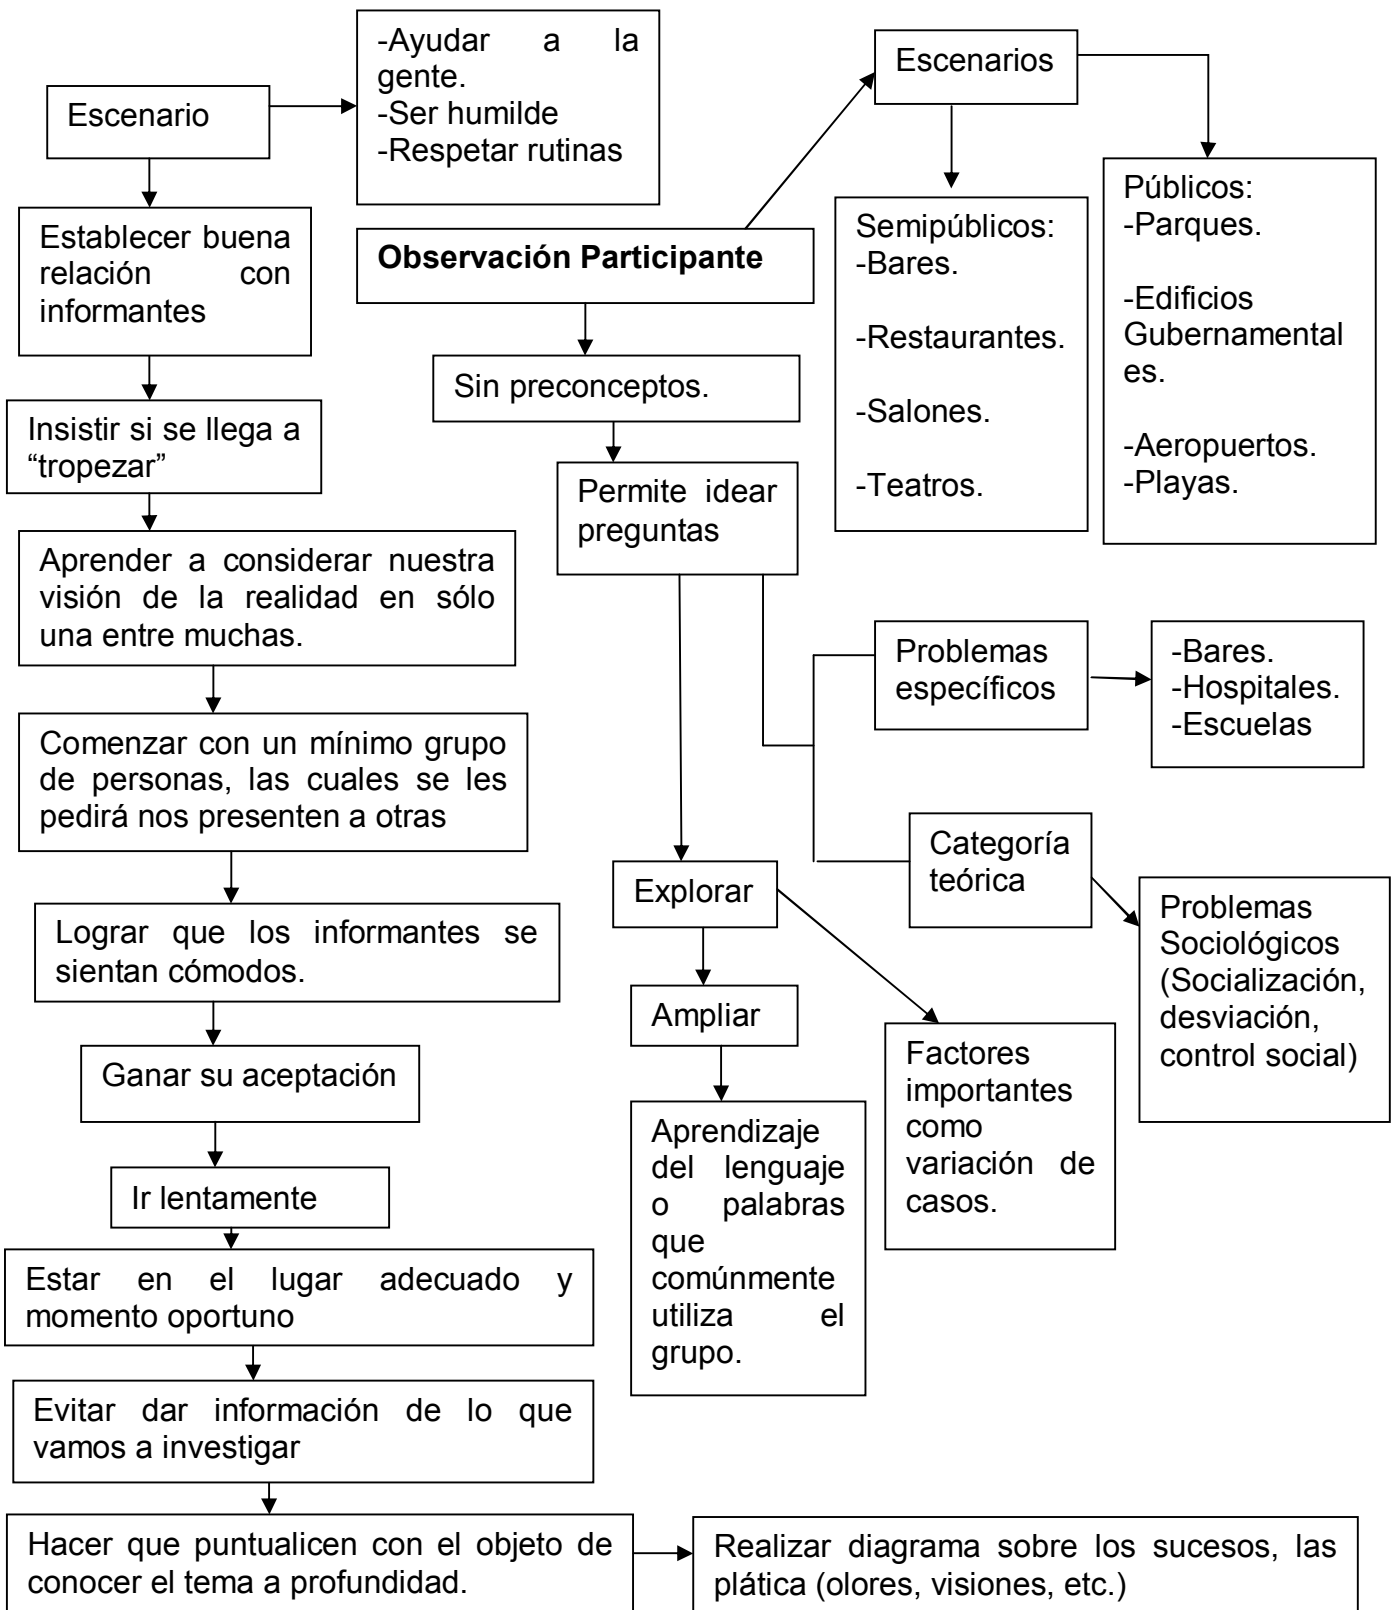 -Ayudar a la
gente.
-Ser humilde
-Respetar rutinas
Escenarios
Escenario
Semipúblicos:
-Bares.
-Restaurantes.
-Salones.
-Teatros.
Públicos:
-Parques.
-Edificios
Gubernamental
es.
-Aeropuertos.
-Playas.
Establecer buena
relación con
informantes
Observación Participante
Sin preconceptos.
Insistir si se llega a
“tropezar”
Permite idear
preguntas
Aprender a considerar nuestra
visión de la realidad en sólo
una entre muchas.
Problemas
específicos
-Bares.
-Hospitales.
-Escuelas
Comenzar con un mínimo grupo
de personas, las cuales se les
pedirá nos presenten a otras
Categoría
teórica
Explorar
Problemas
Sociológicos
(Socialización,
desviación,
control social)
Lograr que los informantes se
sientan cómodos.
Ampliar
Factores
importantes
como
variación de
casos.
Ganar su aceptación
Aprendizaje
del lenguaje
o palabras
que
comúnmente
utiliza el
grupo.
Ir lentamente
Estar en el lugar adecuado y
momento oportuno
Evitar dar información de lo que
vamos a investigar
Hacer que puntualicen con el objeto de
conocer el tema a profundidad.
Realizar diagrama sobre los sucesos, las
plática (olores, visiones, etc.)